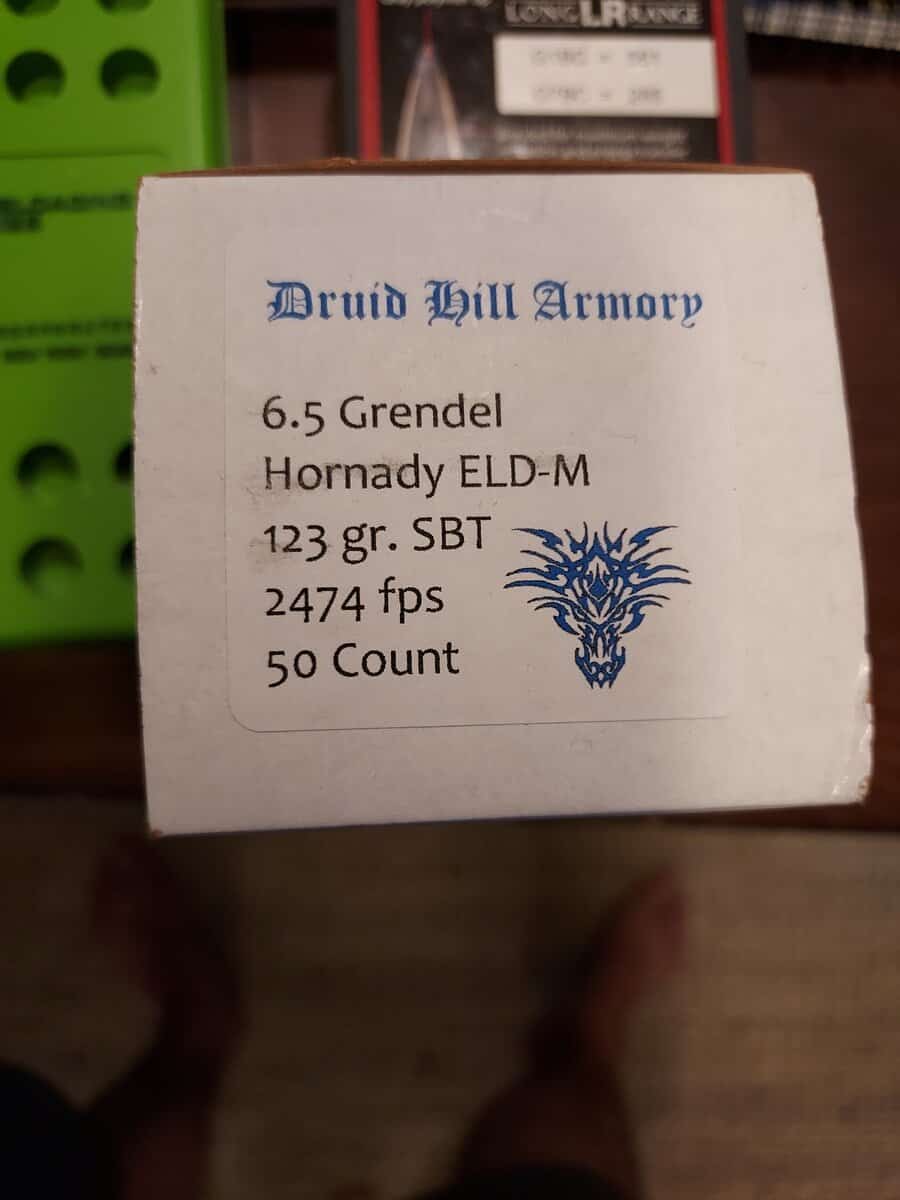 LONG LR RANGE
Druid Hill Armory
6.5 Grendel
Hornady ELD-M
123 gr. SBT
2474 fps
50 Count